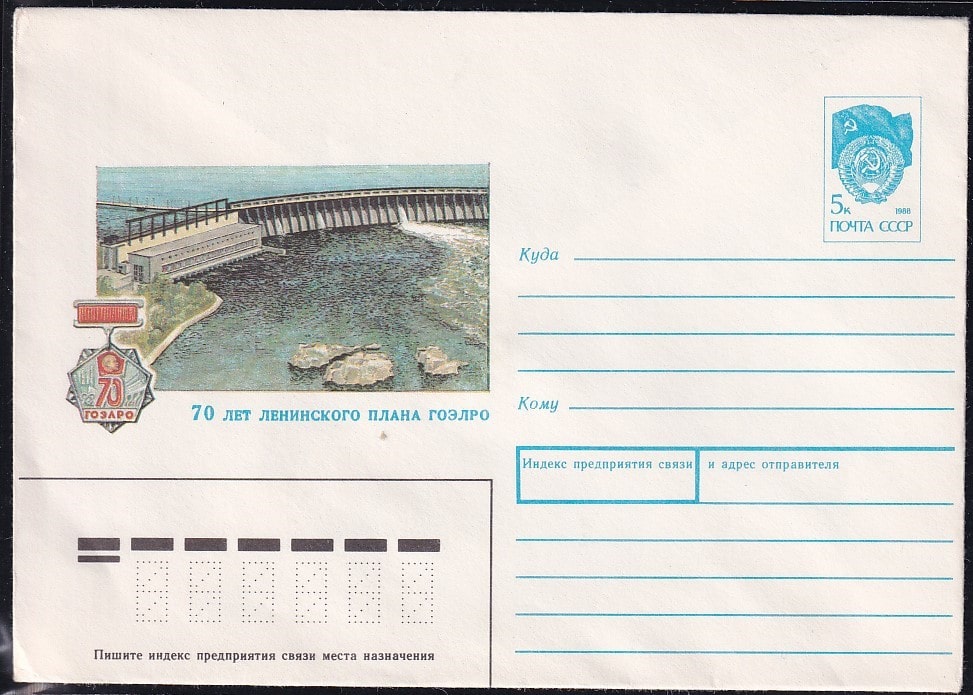 5к 1988
ПОЧТА СССР
Куда
70
ГОЭЛРО
70 ЛЕТ ЛЕНИНСКОГО ПЛАНА ГОЭЛРО
Кому
Индекс предприятия связи и адрес отправителя
Пишите индекс предприятия связи места назначения